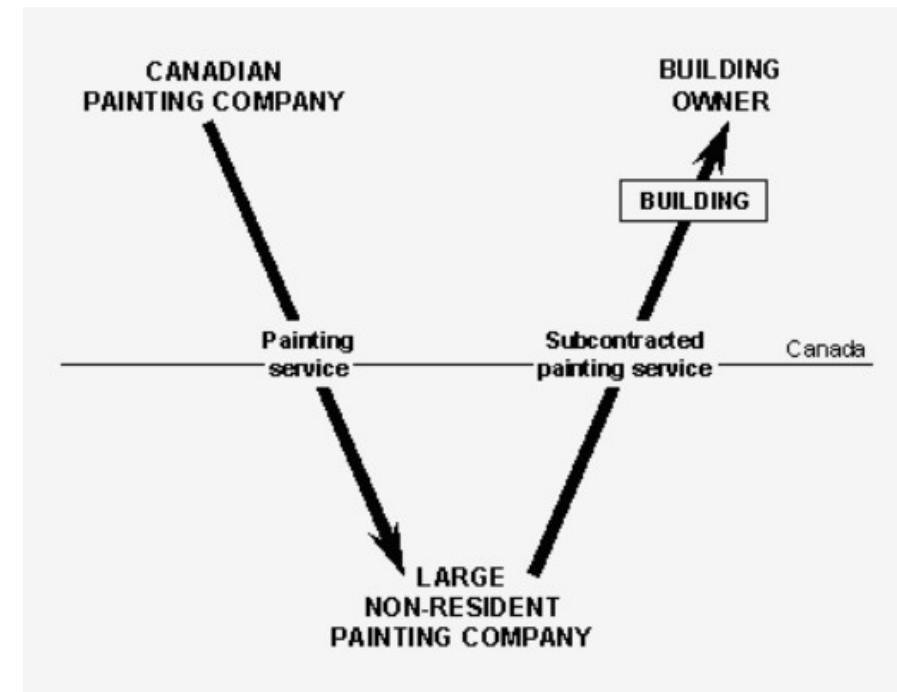 CANADIAN
PAINTING COMPANY
BUILDING
OWNER
BUILDING
Painting
service
Subcontracted
painting service
Canada
LARGE
NON-RESIDENT
PAINTING COMPANY